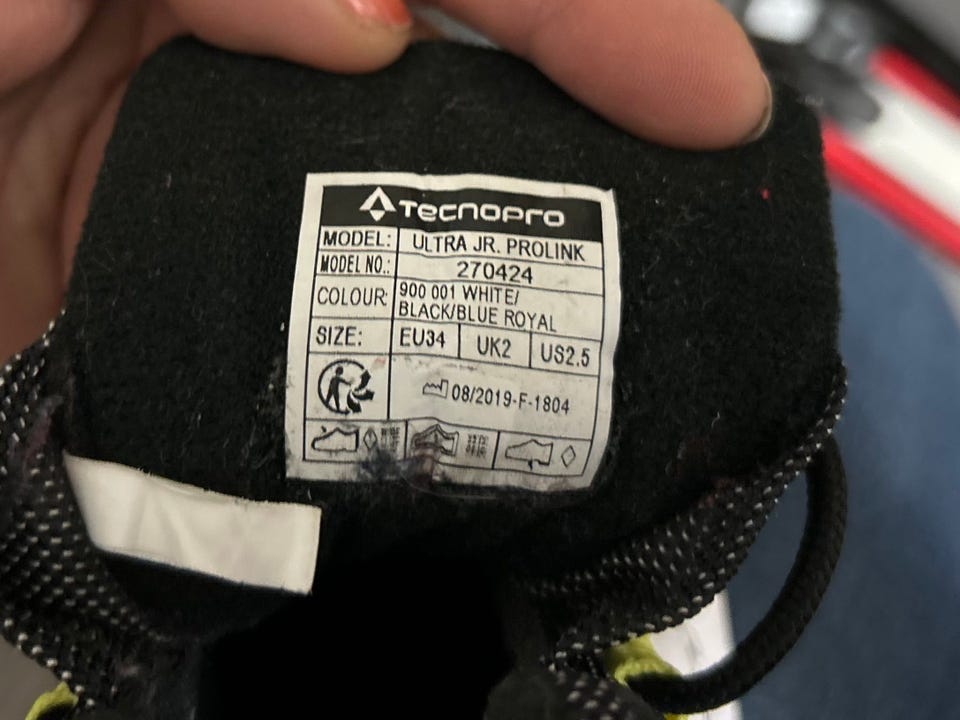 TECNOPRO
MODEL: ULTRA JR. PROLINK
MODEL NO.: 270424
COLOUR: 900 001 WHITE/
BLACK/BLUE ROYAL
SIZE: EU34 UK2 US2.5
08/2019-F-1804